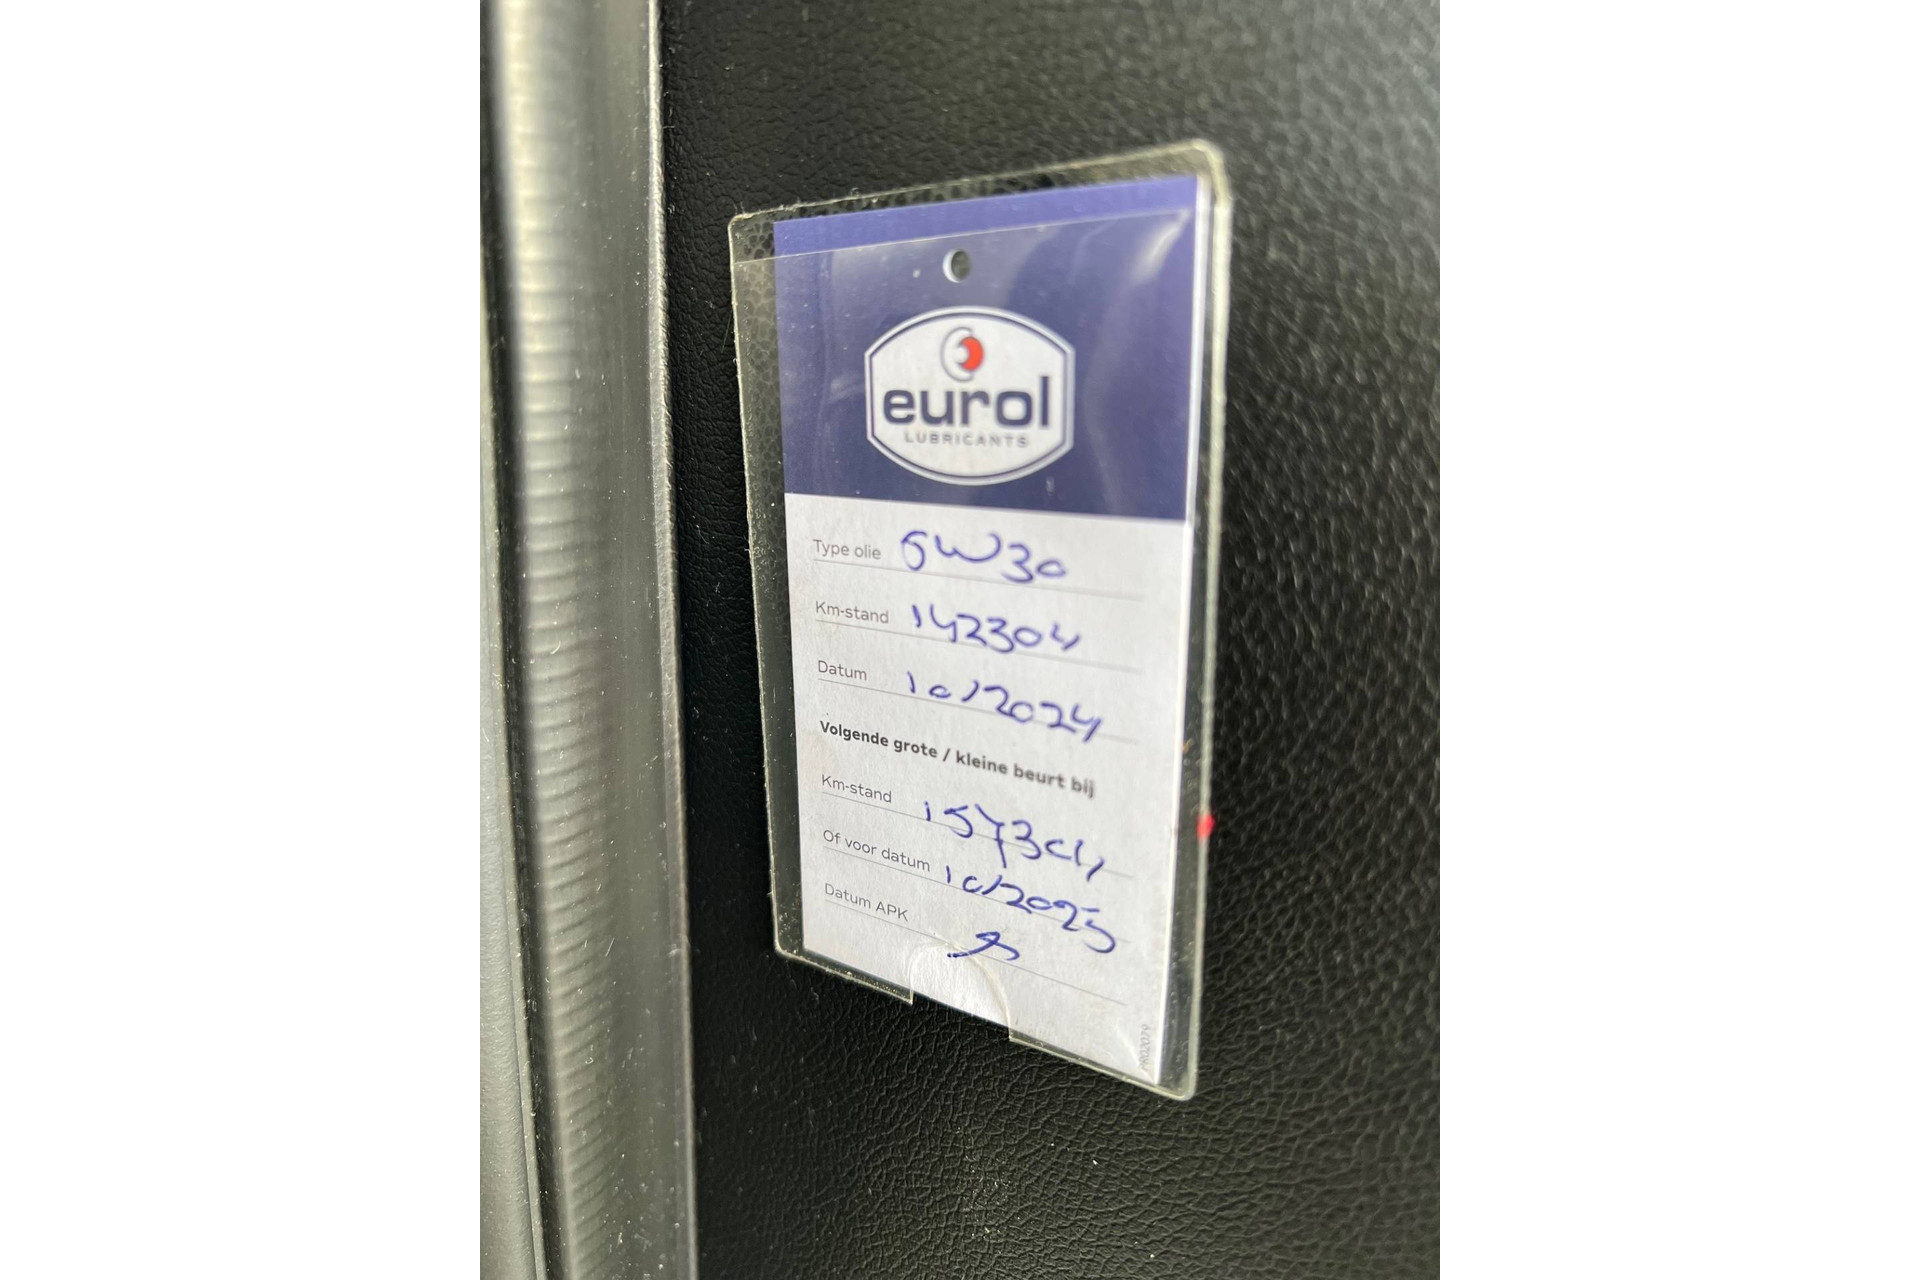 eurol
LUBRICANTS
Type olie 5W30
Km-stand 142304
Datum 10/2024
Volgende grote / kleine beurt bij
Km-stand 157304
Of voor datum 10/2025
Datum APK